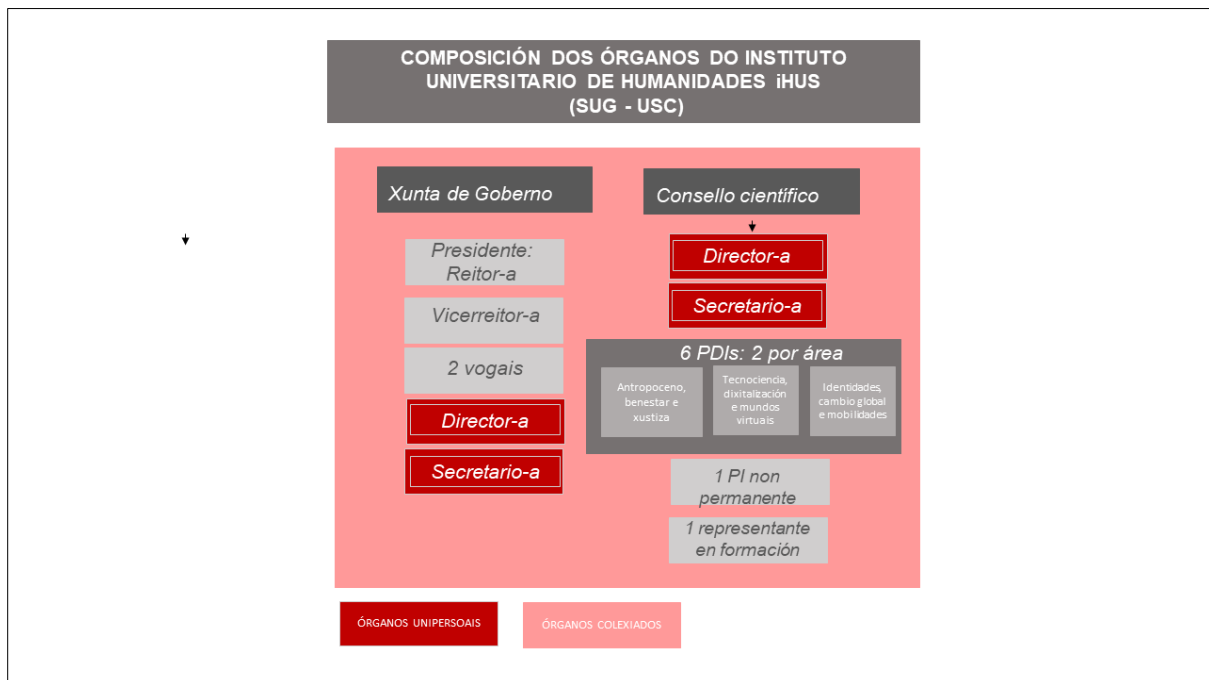 COMPOSICIÓN DOS ÓRGANOS DO INSTITUTO
UNIVERSITARIO DE HUMANIDADES iHUS
(SUG - USC)
Xunta de Goberno
Presidente:
Reitor-a
Vicerreitor-a
2 vogais
Director-a
Secretario-a
Consello científico
Director-a
Secretario-a
6 PDIs: 2 por área
Antropoceno,
benestar e
xustiza
Tecnociencia,
dixitalización
e mundos
virtuais
Identidades,
cambio global
e mobilidades
1 PI non
permanente
1 representante
en formación
ÓRGANOS UNIPERSOAIS
ÓRGANOS COLEXIADOS